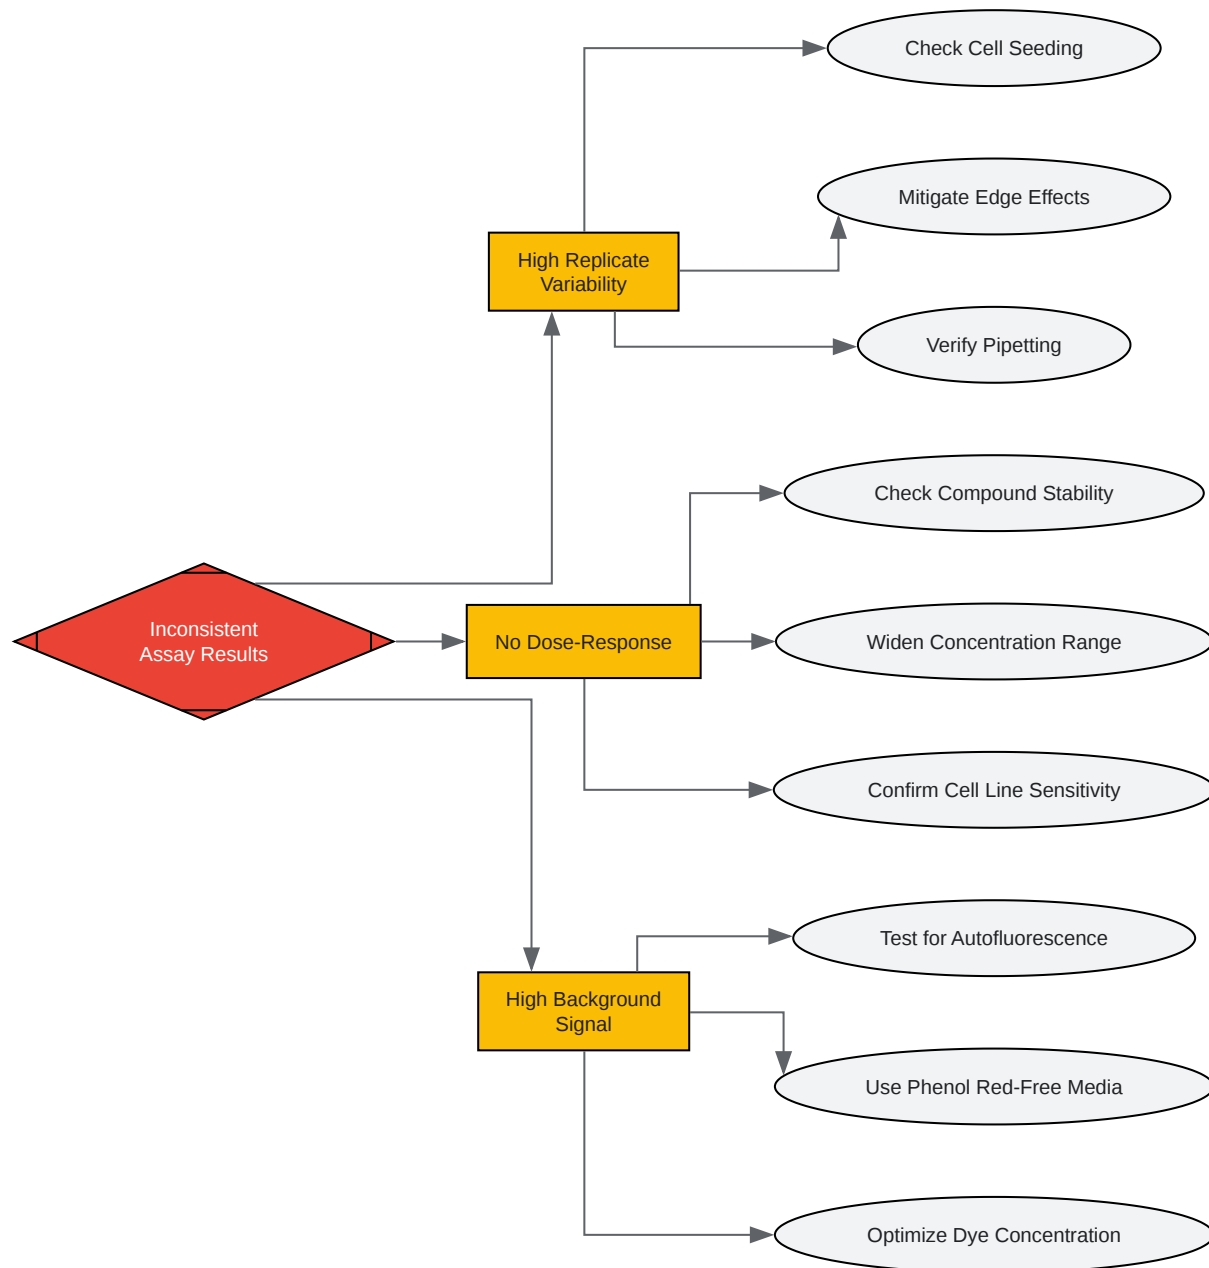 Check Cell Seeding
Mitigate Edge Effects
High Replicate
Variability
Verify Pipetting
Check Compound Stability
Inconsistent
Assay Results
No Dose-Response
Widen Concentration Range
Confirm Cell Line Sensitivity
Test for Autofluorescence
High Background
Signal
Use Phenol Red-Free Media
Optimize Dye Concentration